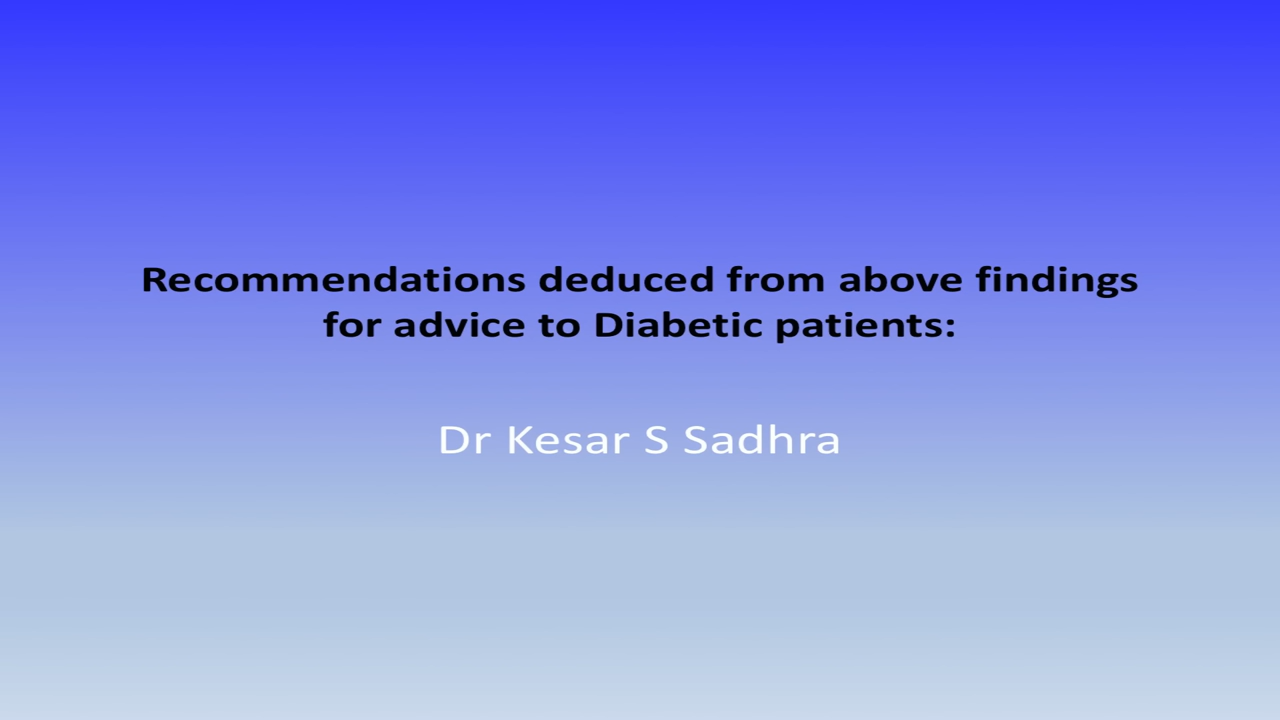 Recommendations deduced from above findings
for advice to Diabetic patients:
Dr Kesar S Sadhra